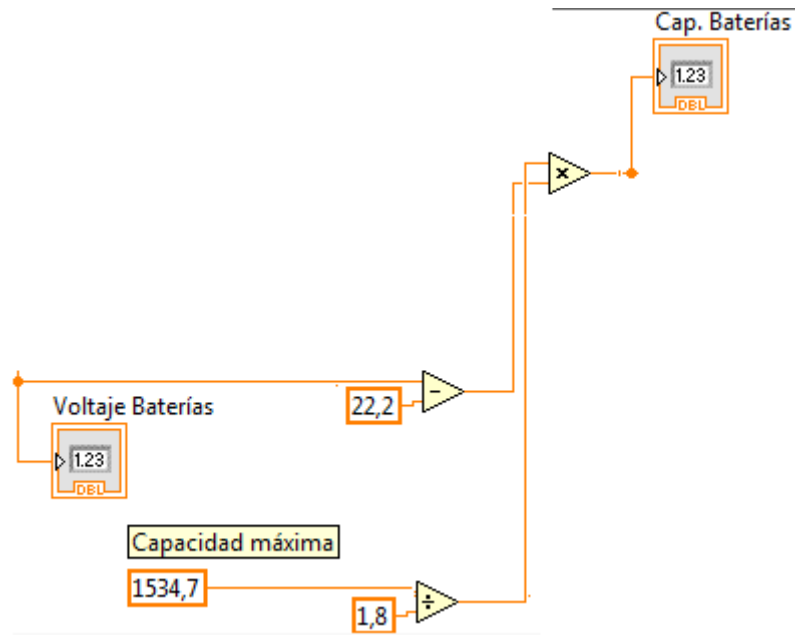 Cap. Baterías
1.23
DBL
×
−
22,2
Voltaje Baterías
1.23
DBL
Capacidad máxima
1534,7
÷
1,8